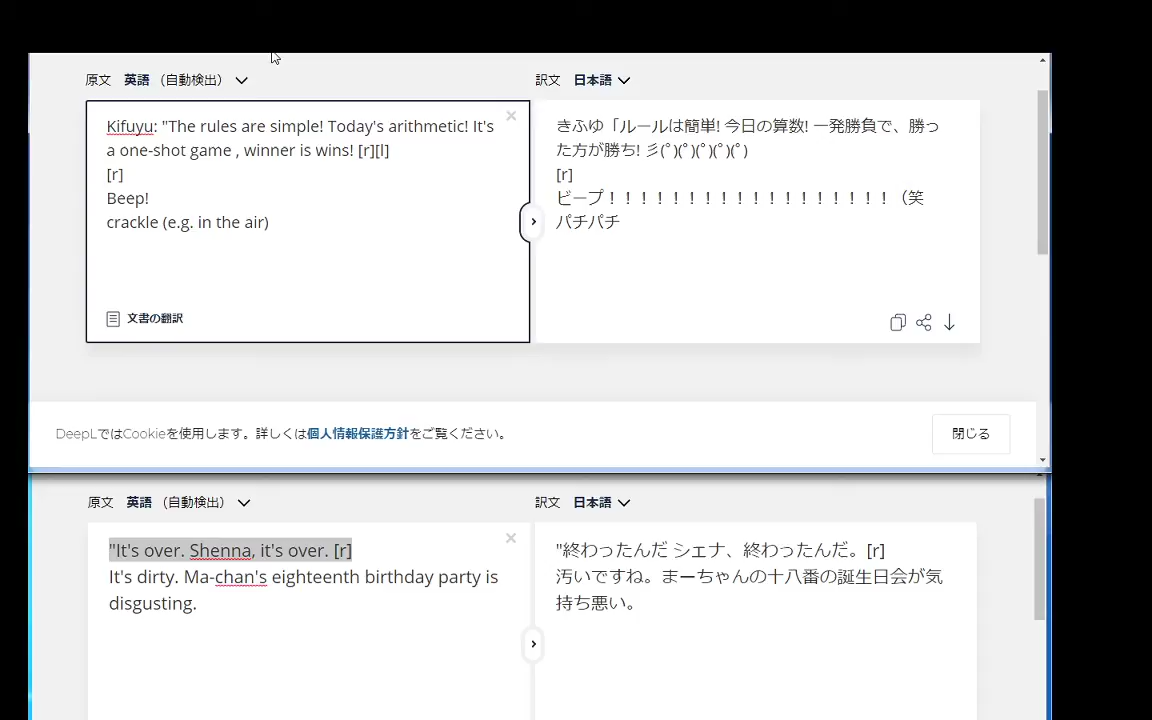 原文 英語 (自動検出)
訳文 日本語
Kifuyu: "The rules are simple! Today's arithmetic! It's
a one-shot game , winner is wins! [r][l]
[r]
Beep!
crackle (e.g. in the air)
文書の翻訳
きふゆ「ルールは簡単! 今日の算数! 一発勝負で、勝っ
た方が勝ち! 彡(ﾟ)(ﾟ)(ﾟ)(ﾟ)(ﾟ)
[r]
ビープ！！！！！！！！！！！！！！！！！！（笑
パチパチ
DeepLではCookieを使用します。詳しくは個人情報保護方針をご覧ください。
閉じる
原文 英語 (自動検出)
訳文 日本語
"It's over. Shenna, it's over. [r]
It's dirty. Ma-chan's eighteenth birthday party is
disgusting.
"終わったんだ シェナ、終わったんだ。[r]
汚いですね。まーちゃんの十八番の誕生日会が気
持ち悪い。